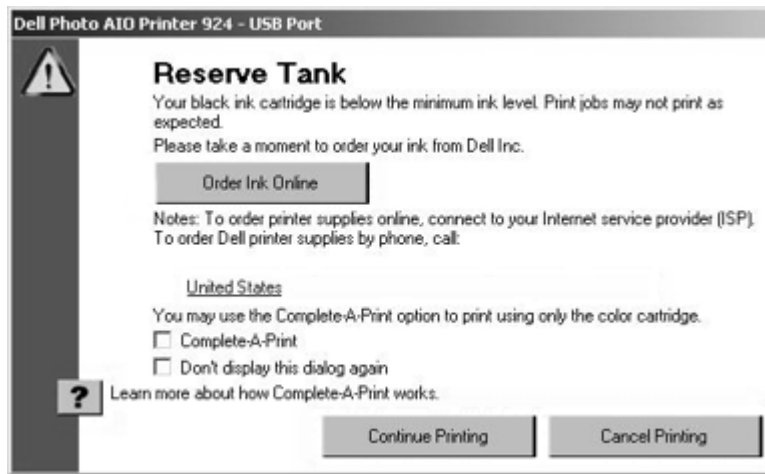 Dell Photo AIO Printer 924 - USB Port
Reserve Tank
Your black ink cartridge is below the minimum ink level. Print jobs may not print as
expected.
Please take a moment to order your ink from Dell Inc.
Order Ink Online
Notes: To order printer supplies online, connect to your Internet service provider (ISP).
To order Dell printer supplies by phone, call:
United States
You may use the Complete-A-Print option to print using only the color cartridge.
Complete-A-Print
Don't display this dialog again
? Learn more about how Complete-A-Print works.
Continue Printing Cancel Printing